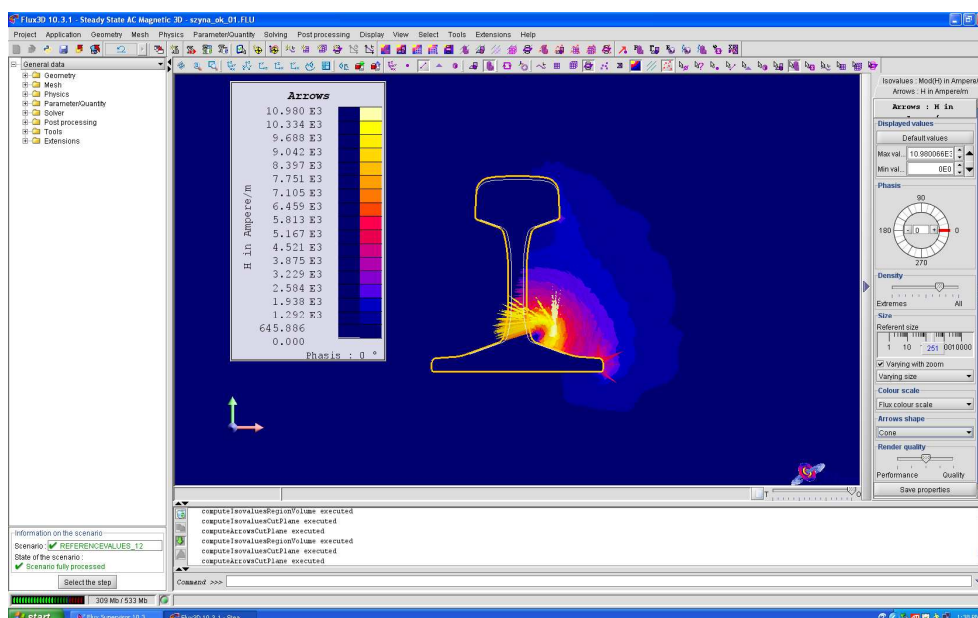 Flux3D 10.3.1 - Steady State AC Magnetic 3D - szyna_ok_01.FLU
Project Application Geometry Mesh Physics Parameter/Quantity Solving Post processing Display View Select Tools Extensions Help
General data
Geometry
Mesh
Physics
Parameter/Quantity
Solver
Post processing
Tools
Extensions
Arrows
H in Ampere/m
10.980 E3
10.334 E3
9.688 E3
9.042 E3
8.397 E3
7.751 E3
7.105 E3
6.459 E3
5.813 E3
5.167 E3
4.521 E3
3.875 E3
3.229 E3
2.584 E3
1.938 E3
1.292 E3
645.886
0.000
Phasis : 0 °
Isovalues : Mod(H) in Ampere/
Arrows : H in Ampere/m
Arrows : H in
Displayed values
Default values
Max val... 10.980066E3
Min val... 0E0
Phasis
90
180 - 0 + 0
270
Density
Extremes All
Size
Referent size
1 10 251 0010000
Varying with zoom
Varying size
Colour scale
Flux colour scale
Arrows shape
Cone
Render quality
Performance Quality
Save properties
T O
computeIsovaluesRegionVolume executed
computeIsovaluesCutPlane executed
computeArrowsCutPlane executed
computeIsovaluesRegionVolume executed
computeIsovaluesCutPlane executed
computeArrowsCutPlane executed
Command >>>
Information on the scenario
Scenario : REFERENCEVALUES_12
State of the scenario :
Scenario fully processed
Select the step
309 Mb / 533 Mb
start